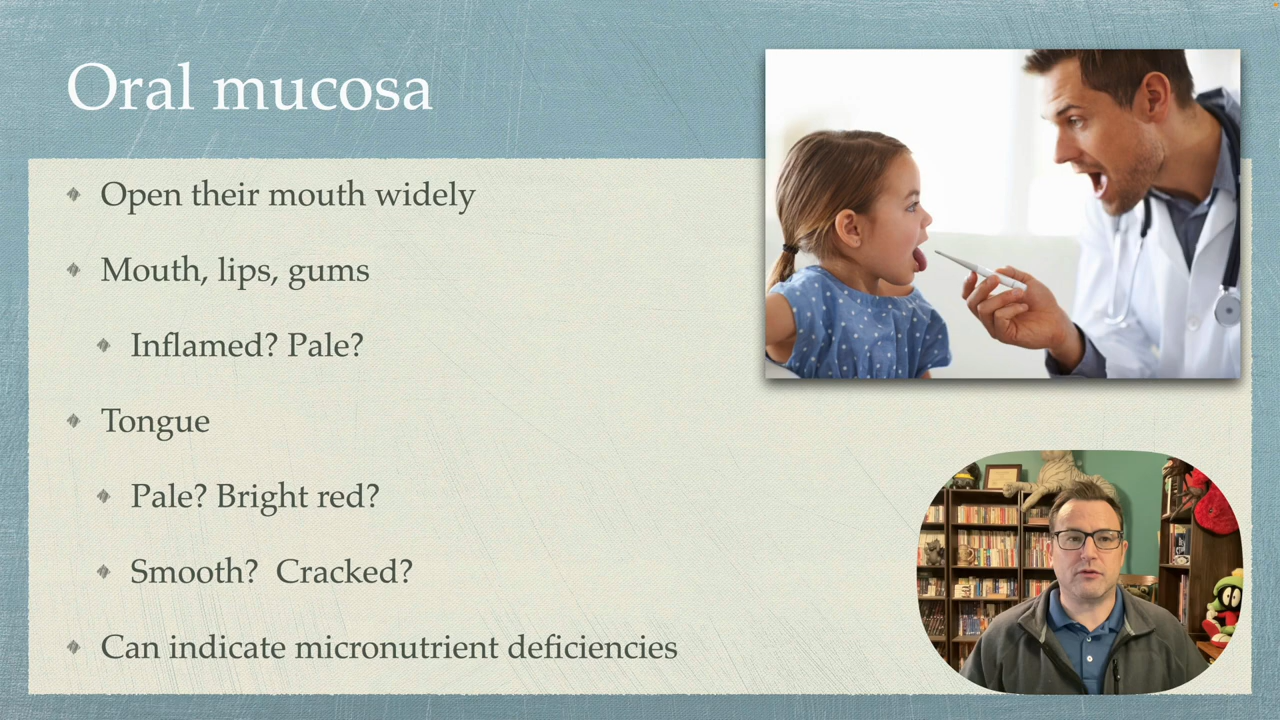 Oral mucosa
Open their mouth widely
Mouth, lips, gums
Inflamed? Pale?
Tongue
Pale? Bright red?
Smooth? Cracked?
Can indicate micronutrient deficiencies